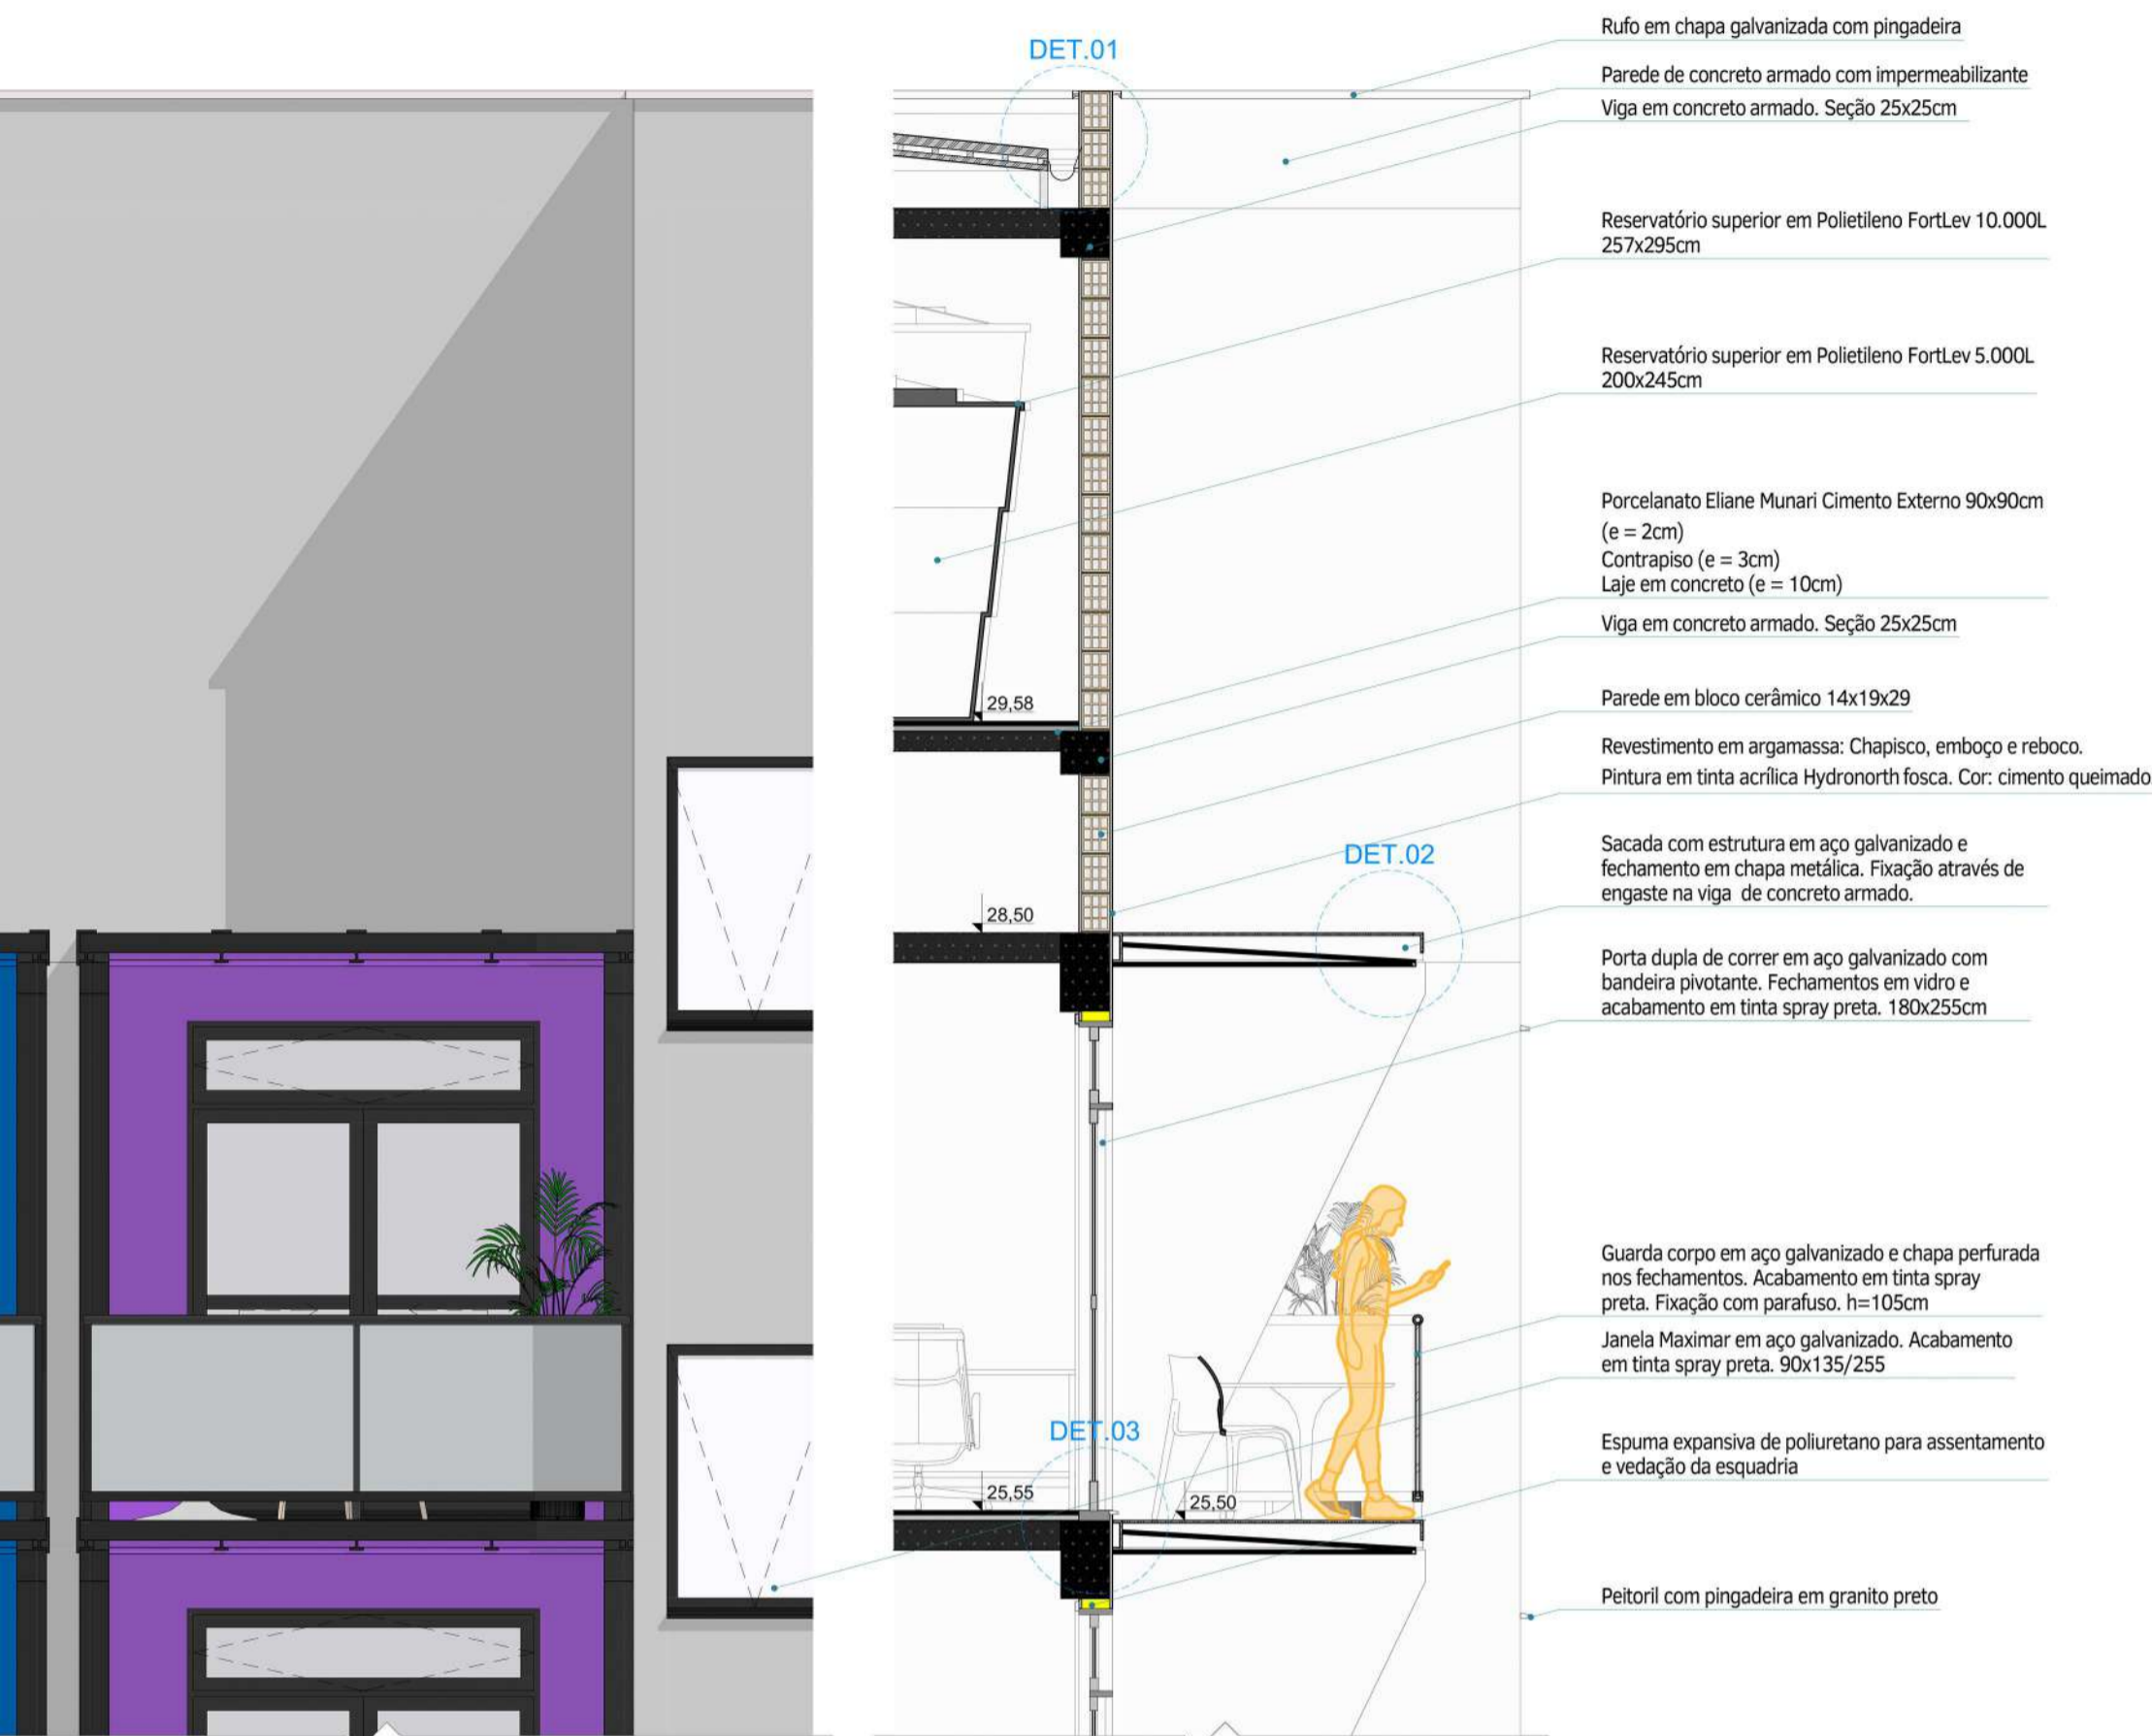 DET.01
Rufo em chapa galvanizada com pingadeira
Parede de concreto armado com impermeabilizante
Viga em concreto armado. Seção 25x25cm
Reservatório superior em Polietileno FortLev 10.000L
257x295cm
Reservatório superior em Polietileno FortLev 5.000L
200x245cm
Porcelanato Eliane Munari Cimento Externo 90x90cm
(e = 2cm)
Contrapiso (e = 3cm)
Laje em concreto (e = 10cm)
Viga em concreto armado. Seção 25x25cm
29,58
Parede em bloco cerâmico 14x19x29
Revestimento em argamassa: Chapisco, emboço e reboco.
Pintura em tinta acrílica Hydronorth fosca. Cor: cimento queimado
DET.02
Sacada com estrutura em aço galvanizado e
fechamento em chapa metálica. Fixação através de
engaste na viga de concreto armado.
28,50
Porta dupla de correr em aço galvanizado com
bandeira pivotante. Fechamentos em vidro e
acabamento em tinta spray preta. 180x255cm
Guarda corpo em aço galvanizado e chapa perfurada
nos fechamentos. Acabamento em tinta spray
preta. Fixação com parafuso. h=105cm
Janela Maximar em aço galvanizado. Acabamento
em tinta spray preta. 90x135/255
DET.03
Espuma expansiva de poliuretano para assentamento
e vedação da esquadria
25,55
25,50
Peitoril com pingadeira em granito preto